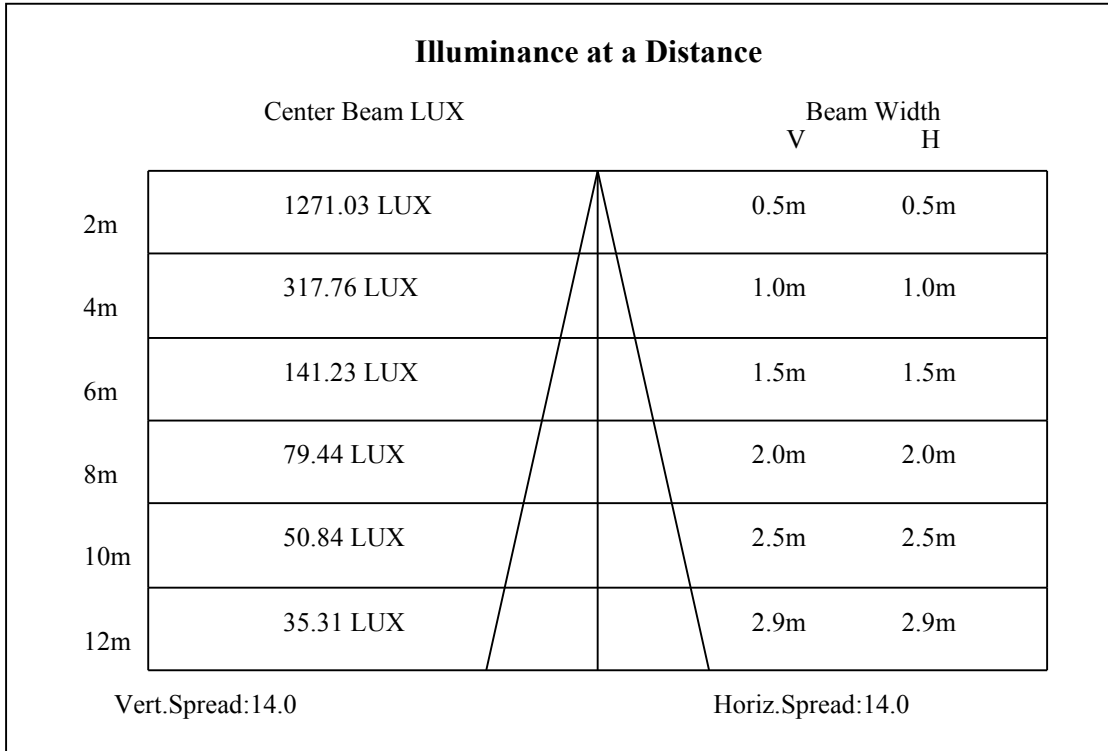 Illuminance at a Distance
Center Beam LUX Beam Width
V H
2m 1271.03 LUX 0.5m 0.5m
4m 317.76 LUX 1.0m 1.0m
6m 141.23 LUX 1.5m 1.5m
8m 79.44 LUX 2.0m 2.0m
10m 50.84 LUX 2.5m 2.5m
12m 35.31 LUX 2.9m 2.9m
Vert.Spread:14.0 Horiz.Spread:14.0